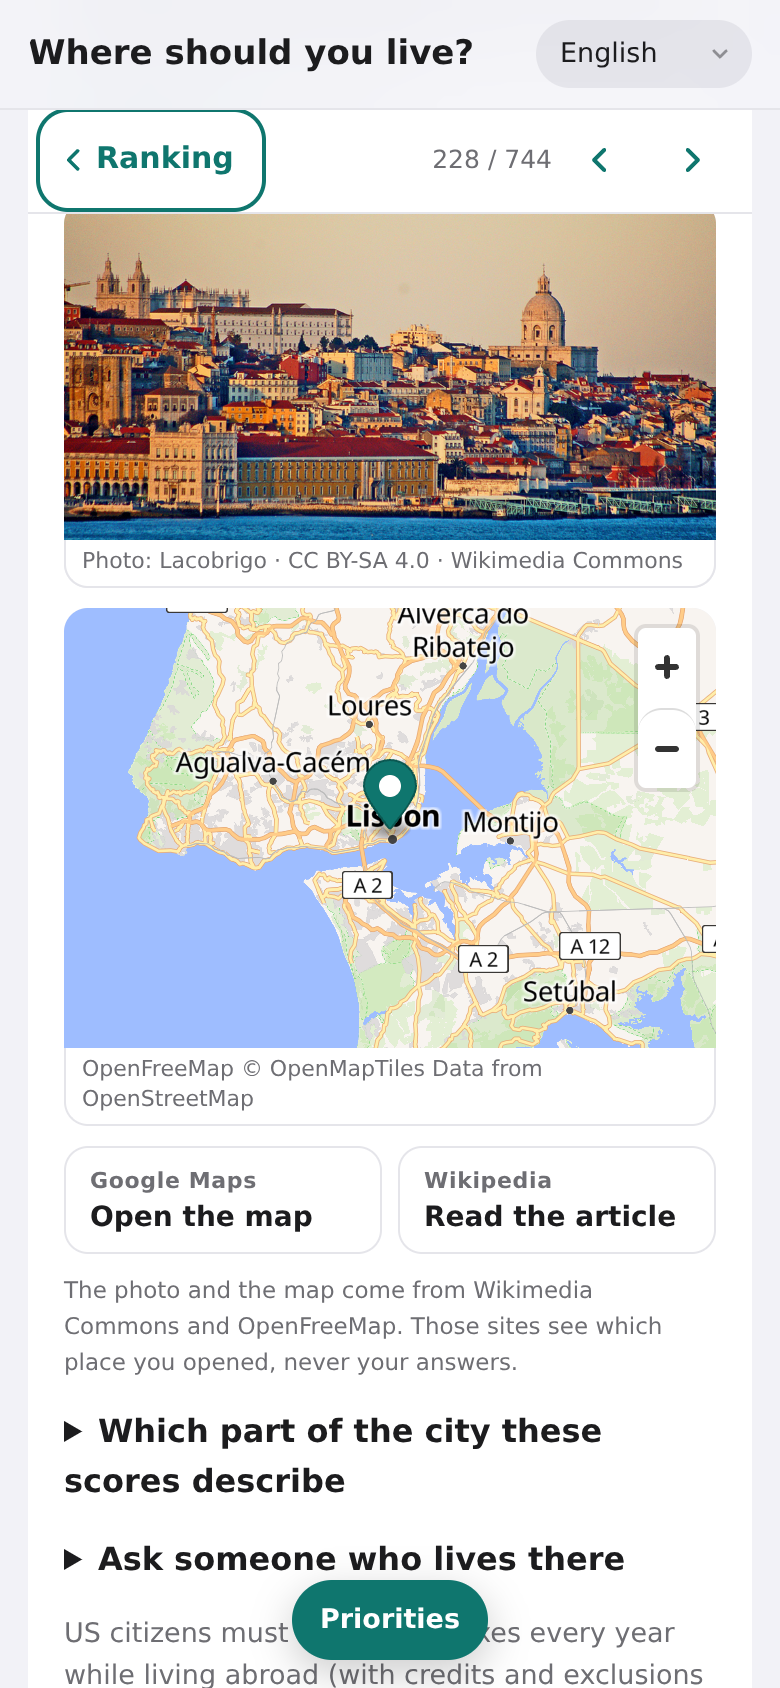 Where should you live?
English
Ranking
228 / 744
Photo: Lacobrigo · CC BY-SA 4.0 · Wikimedia Commons
Alverca do
Ribatejo
Loures
3
Agualva-Cacém
Lisbon
Montijo
A 2
A 12
A 2
Setúbal
OpenFreeMap © OpenMapTiles Data from
OpenStreetMap
Google Maps
Open the map
Wikipedia
Read the article
The photo and the map come from Wikimedia
Commons and OpenFreeMap. Those sites see which
place you opened, never your answers.
Which part of the city these
scores describe
Ask someone who lives there
Priorities
US citizens must
every year
while living abroad (with credits and exclusions